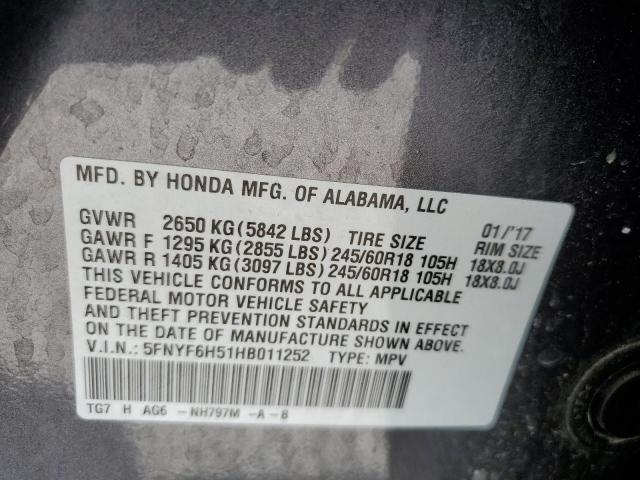 MFD. BY HONDA MFG. OF ALABAMA, LLC
GVWR 2650 KG (5842 LBS) TIRE SIZE 01/'17 RIM SIZE
GAWR F 1295 KG (2855 LBS) 245/60R18 105H 18X8.0J
GAWR R 1405 KG (3097 LBS) 245/60R18 105H 18X8.0J
THIS VEHICLE CONFORMS TO ALL APPLICABLE
FEDERAL MOTOR VEHICLE SAFETY
AND THEFT PREVENTION STANDARDS IN EFFECT
ON THE DATE OF MANUFACTURE SHOWN ABOVE.
V.I.N.: 5FNYF6H51HB011252 TYPE: MPV
TG7 H AG6 -NH797M -A -B